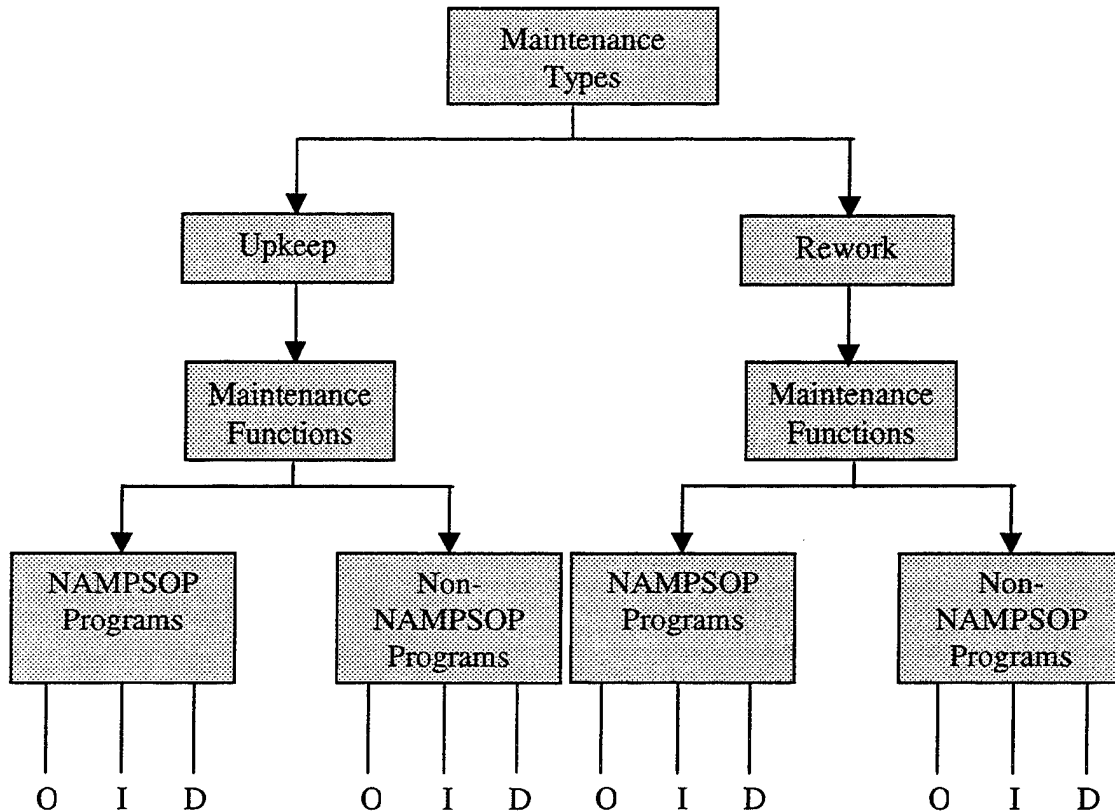 Maintenance
Types
Upkeep
Rework
Maintenance
Functions
Maintenance
Functions
NAMPSOP
Programs
Non-
NAMPSOP
Programs
NAMPSOP
Programs
Non-
NAMPSOP
Programs
O I D O I D O I D O I D